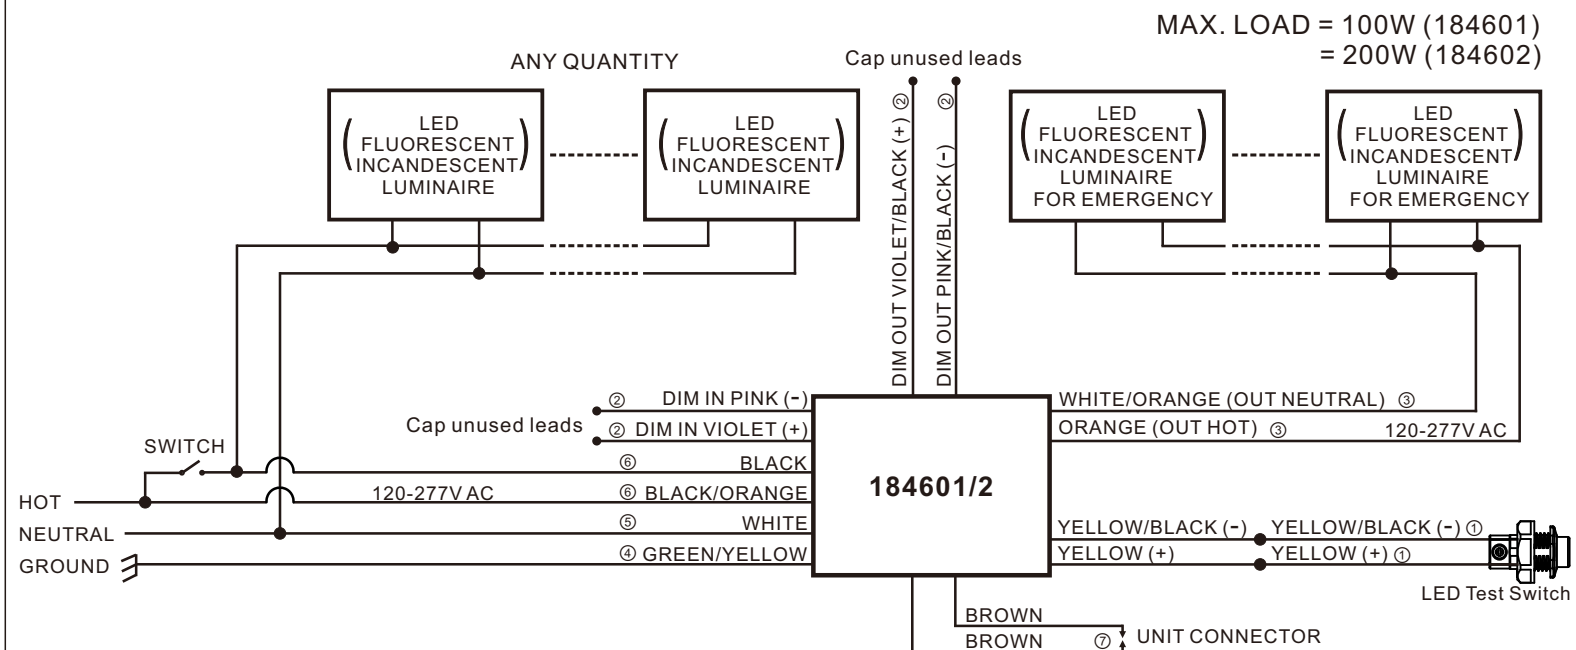 MAX. LOAD = 100W (184601)
= 200W (184602)
ANY QUANTITY
Cap unused leads
( LED
FLUORESCENT
INCANDESCENT )
LUMINAIRE
( LED
FLUORESCENT
INCANDESCENT )
LUMINAIRE
DIM OUT VIOLET/BLACK (+) ②
DIM OUT PINK/BLACK (-) ②
( LED
FLUORESCENT
INCANDESCENT )
LUMINAIRE
FOR EMERGENCY
( LED
FLUORESCENT
INCANDESCENT )
LUMINAIRE
FOR EMERGENCY
Cap unused leads
② DIM IN PINK (-)
② DIM IN VIOLET (+)
SWITCH
⑥ BLACK
HOT
120-277V AC
⑥ BLACK/ORANGE
NEUTRAL
⑤ WHITE
GROUND
④ GREEN/YELLOW
184601/2
WHITE/ORANGE (OUT NEUTRAL) ③
ORANGE (OUT HOT) ③
120-277V AC
YELLOW/BLACK (-)
YELLOW/BLACK (-) ①
YELLOW (+)
YELLOW (+) ①
LED Test Switch
BROWN
BROWN
⑦ UNIT CONNECTOR